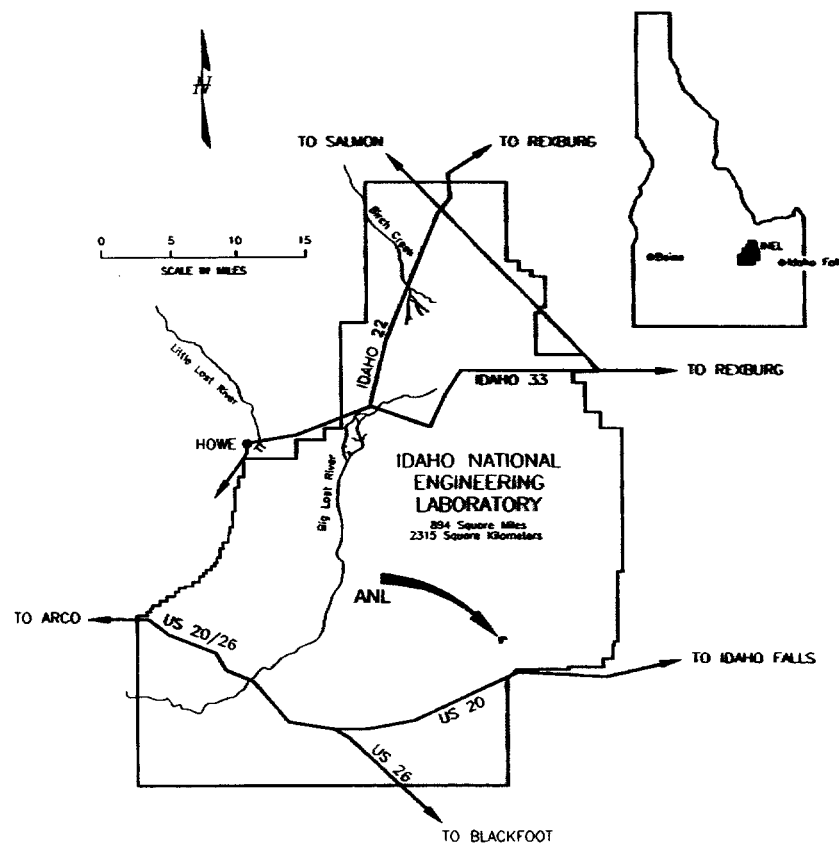 N
TO SALMON
TO REXBURG
Birch Creek
0 5 10 15
SCALE IN MILES
INEL
Boise
Idaho Fall
Little Lost River
IDAHO 22
IDAHO 33
TO REXBURG
HOWE
IDAHO NATIONAL
ENGINEERING
LABORATORY
894 Square Miles
2315 Square Kilometers
Big Lost River
ANL
TO ARCO
US 20/26
TO IDAHO FALLS
US 20
US 26
TO BLACKFOOT